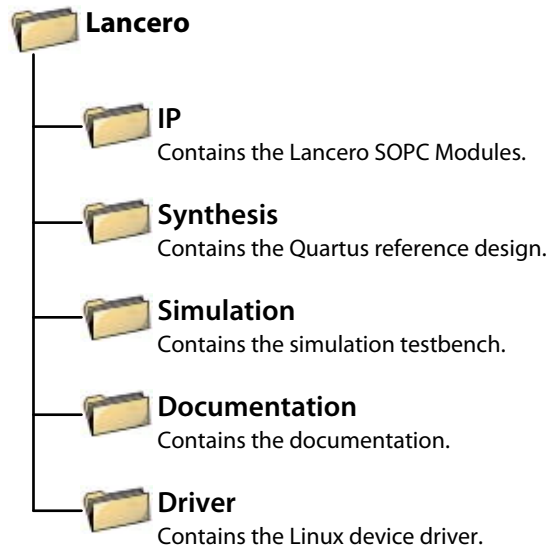 Lancero
IP
Contains the Lancero SOPC Modules.
Synthesis
Contains the Quartus reference design.
Simulation
Contains the simulation testbench.
Documentation
Contains the documentation.
Driver
Contains the Linux device driver.